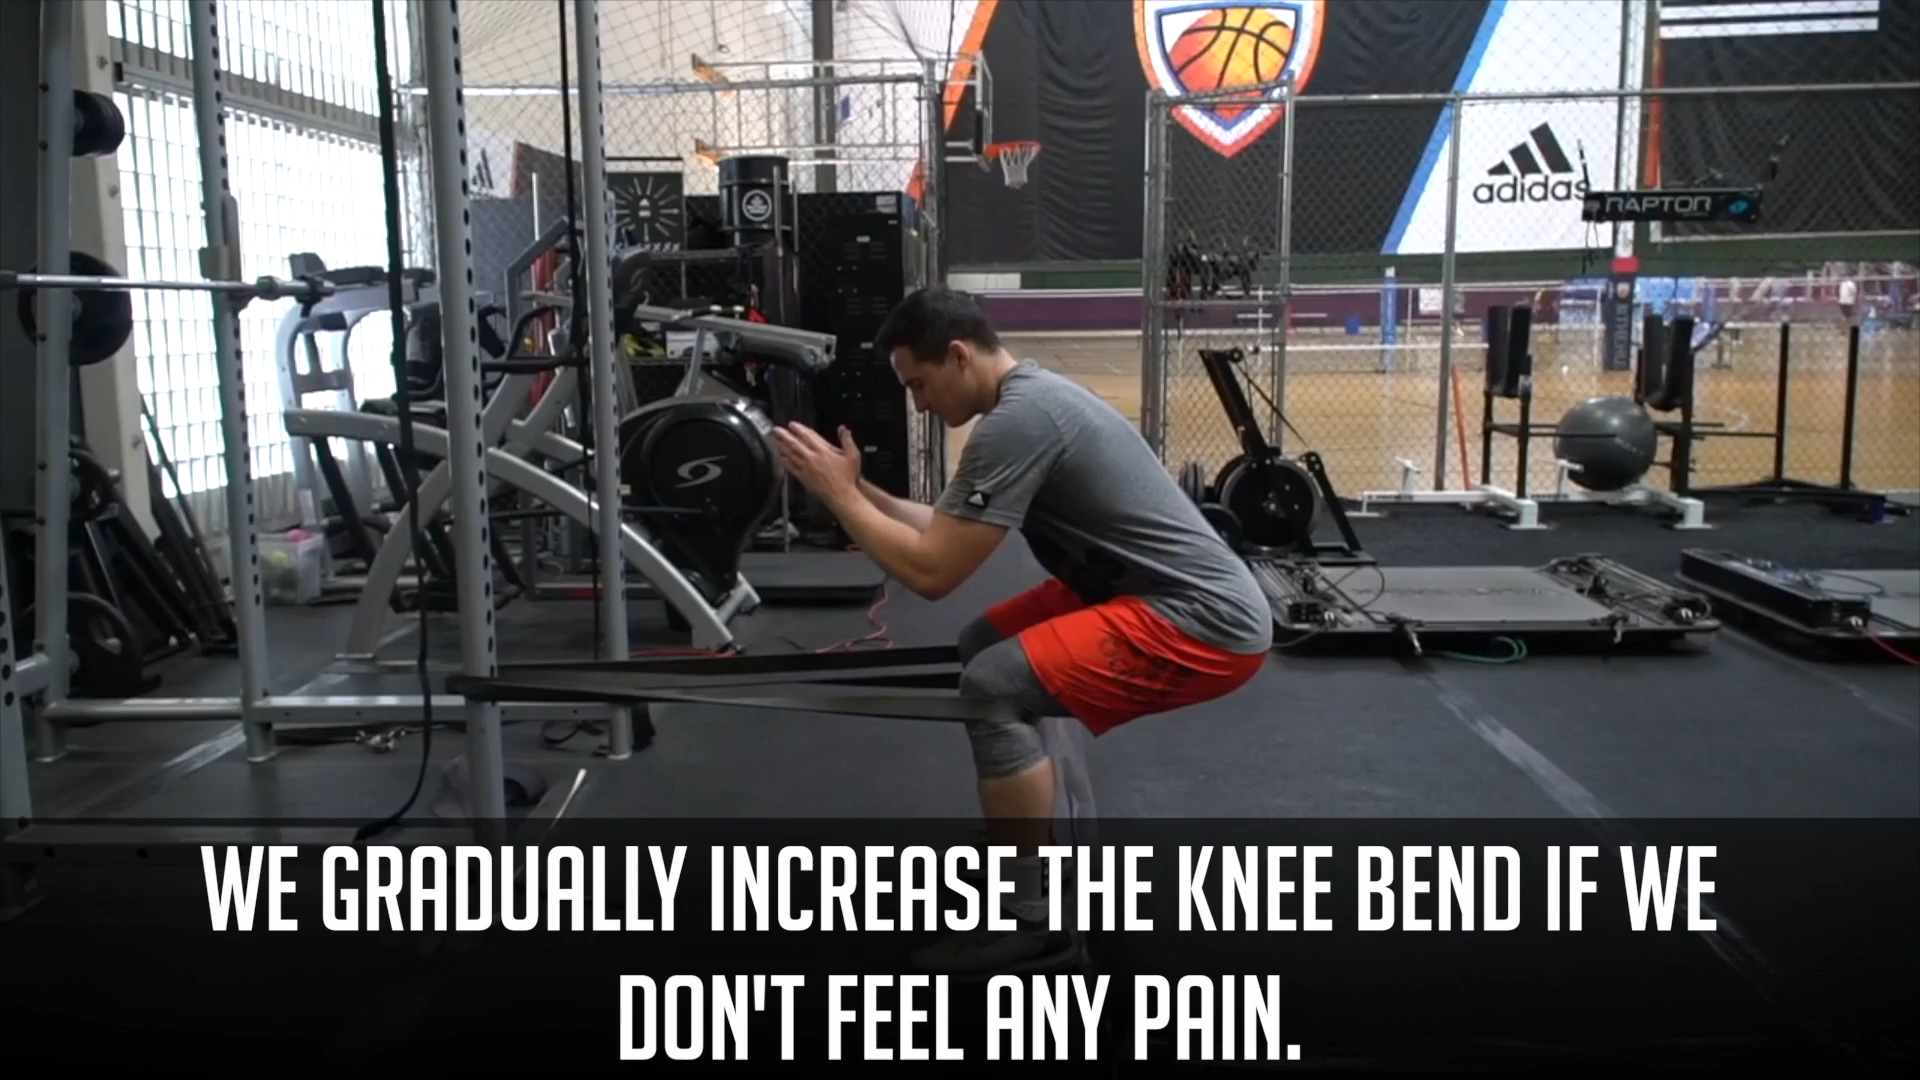 adidas
RAPTOR
WE GRADUALLY INCREASE THE KNEE BEND IF WE
DON'T FEEL ANY PAIN.